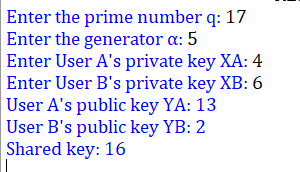 Enter the prime number q: 17
Enter the generator α: 5
Enter User A's private key XA: 4
Enter User B's private key XB: 6
User A's public key YA: 13
User B's public key YB: 2
Shared key: 16